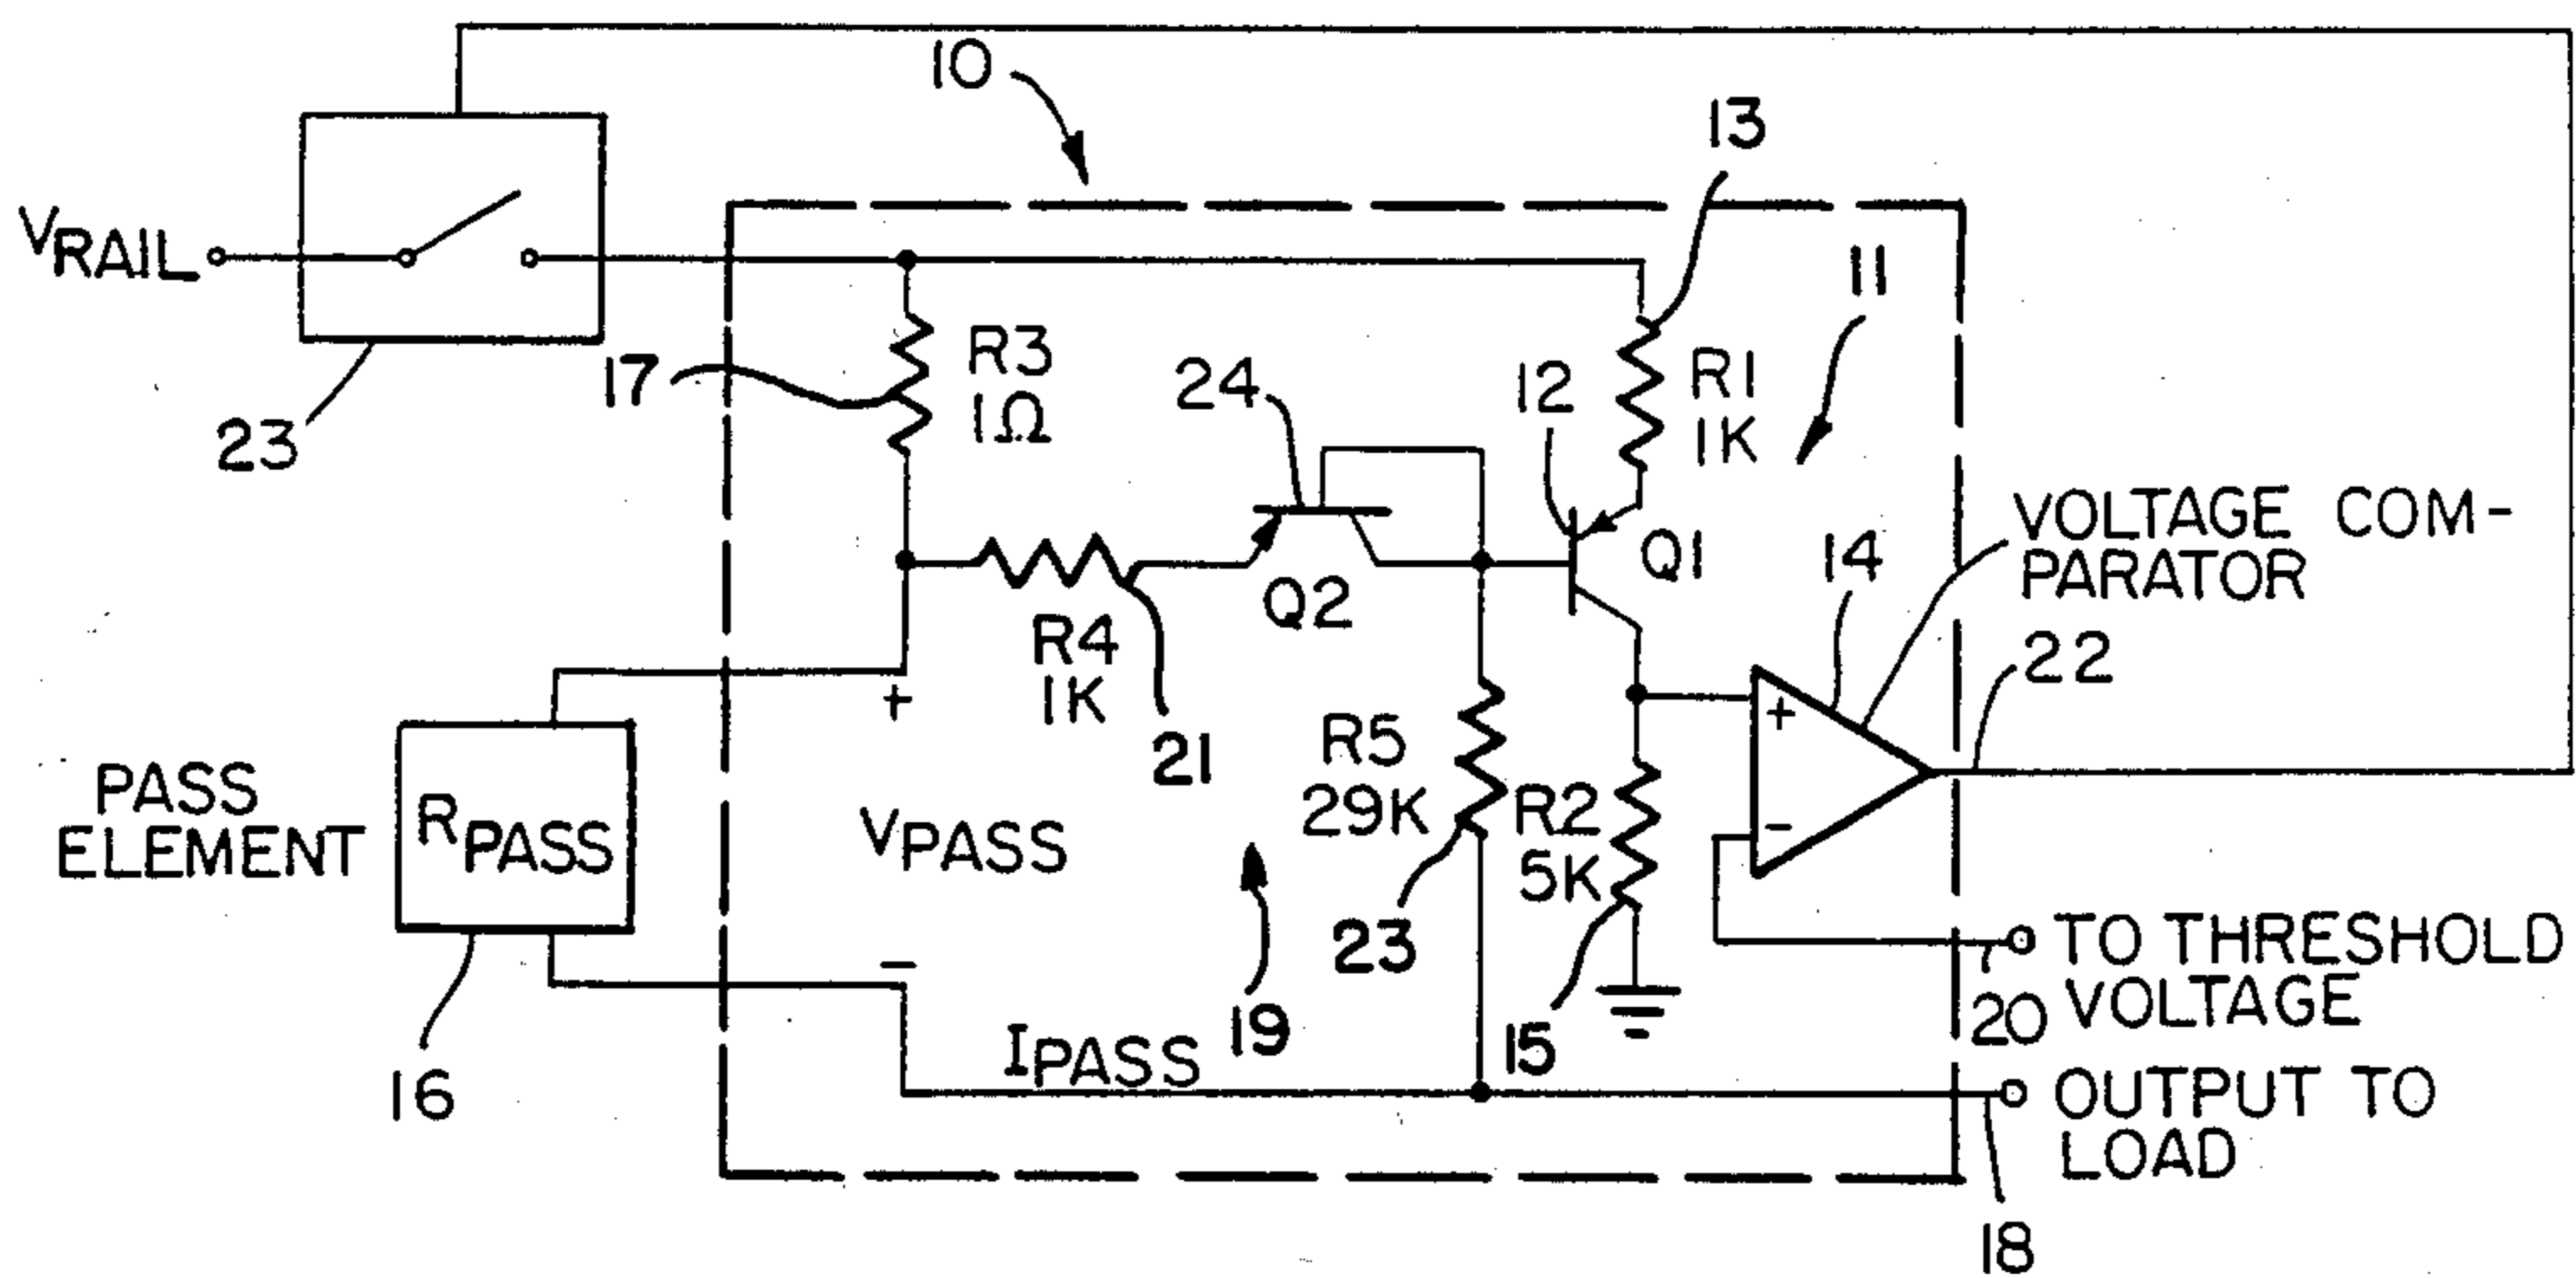 10
13
VRAIL
11
23
17
R3
1Ω
24
12
R1
1K
VOLTAGE COM-
PARATOR
Q1
14
Q2
R4
1K
21
22
+
PASS
ELEMENT
RPASS
VPASS
R5
29K
R2
5K
+
-
23
-
19
15
TO THRESHOLD
VOLTAGE
20
IPASS
16
OUTPUT TO
LOAD
18